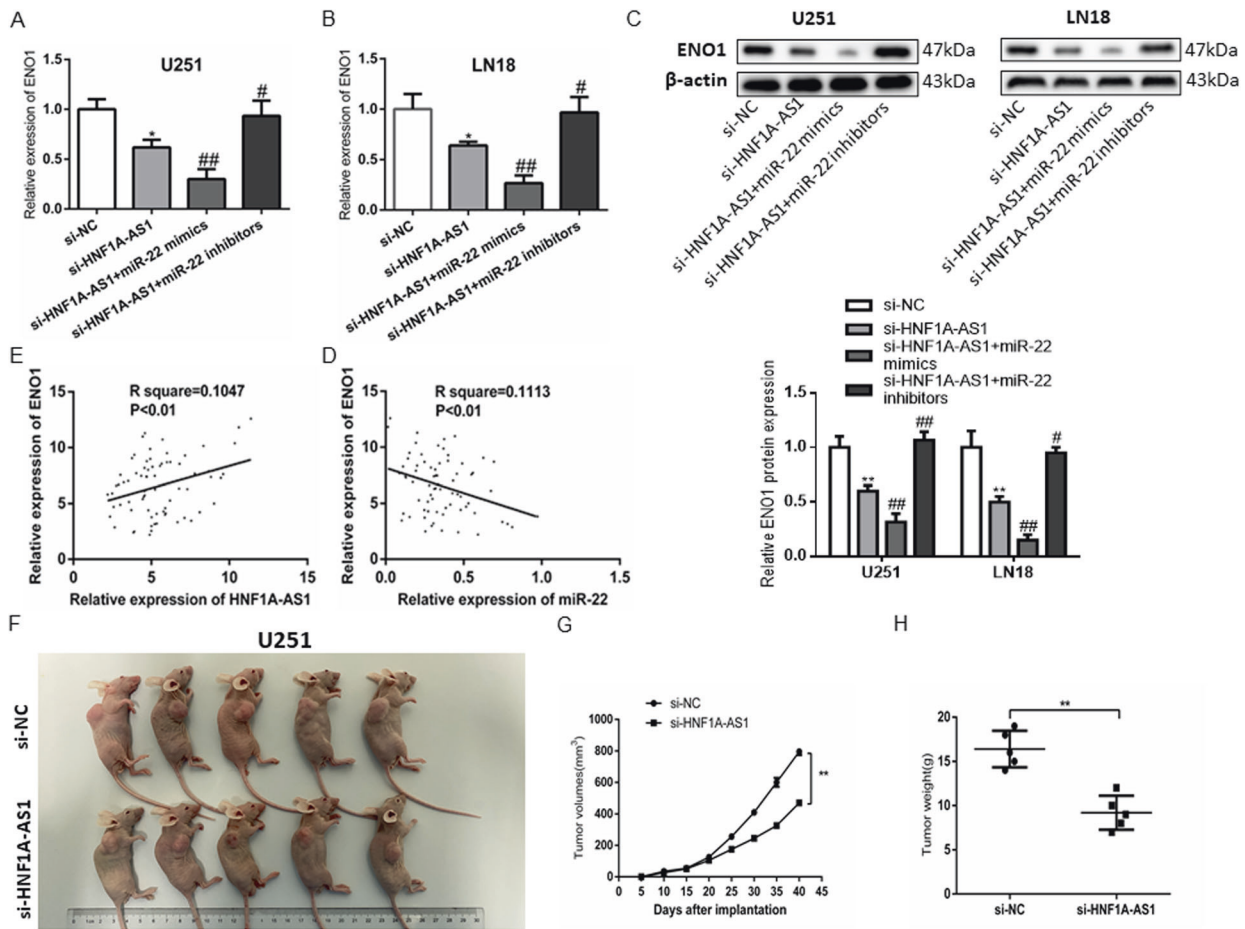 A
U251
Relative exression of ENO1
1.5
1.0
0.5
0.0
*
##
#
si-NC
si-HNF1A-AS1
si-HNF1A-AS1+miR-22 mimics
si-HNF1A-AS1+miR-22 inhibitors
B
LN18
Relative exression of ENO1
1.5
1.0
0.5
0.0
*
##
#
si-NC
si-HNF1A-AS1
si-HNF1A-AS1+miR-22 mimics
si-HNF1A-AS1+miR-22 inhibitors
C
U251
LN18
ENO1
47kDa
47kDa
β-actin
43kDa
43kDa
si-NC
si-HNF1A-AS1
si-HNF1A-AS1+miR-22 mimics
si-HNF1A-AS1+miR-22 inhibitors
si-NC
si-HNF1A-AS1
si-HNF1A-AS1+miR-22 mimics
si-HNF1A-AS1+miR-22 inhibitors
si-NC
si-HNF1A-AS1
si-HNF1A-AS1+miR-22
mimics
si-HNF1A-AS1+miR-22
inhibitors
Relative ENO1 protein expression
1.5
1.0
0.5
0.0
**
##
##
**
##
#
U251
LN18
E
Relative expression of ENO1
15
10
5
0
R square=0.1047
P<0.01
0
5
10
15
Relative expression of HNF1A-AS1
D
Relative expression of ENO1
15
10
5
0
R square=0.1113
P<0.01
0.0
0.5
1.0
1.5
Relative expression of miR-22
F
U251
si-NC
si-HNF1A-AS1
G
si-NC
si-HNF1A-AS1
Tumor volumes(mm³)
1000
800
600
400
200
0
**
0 5 10 15 20 25 30 35 40 45
Days after implantation
H
Tumor weight(g)
20
15
10
5
0
**
si-NC
si-HNF1A-AS1